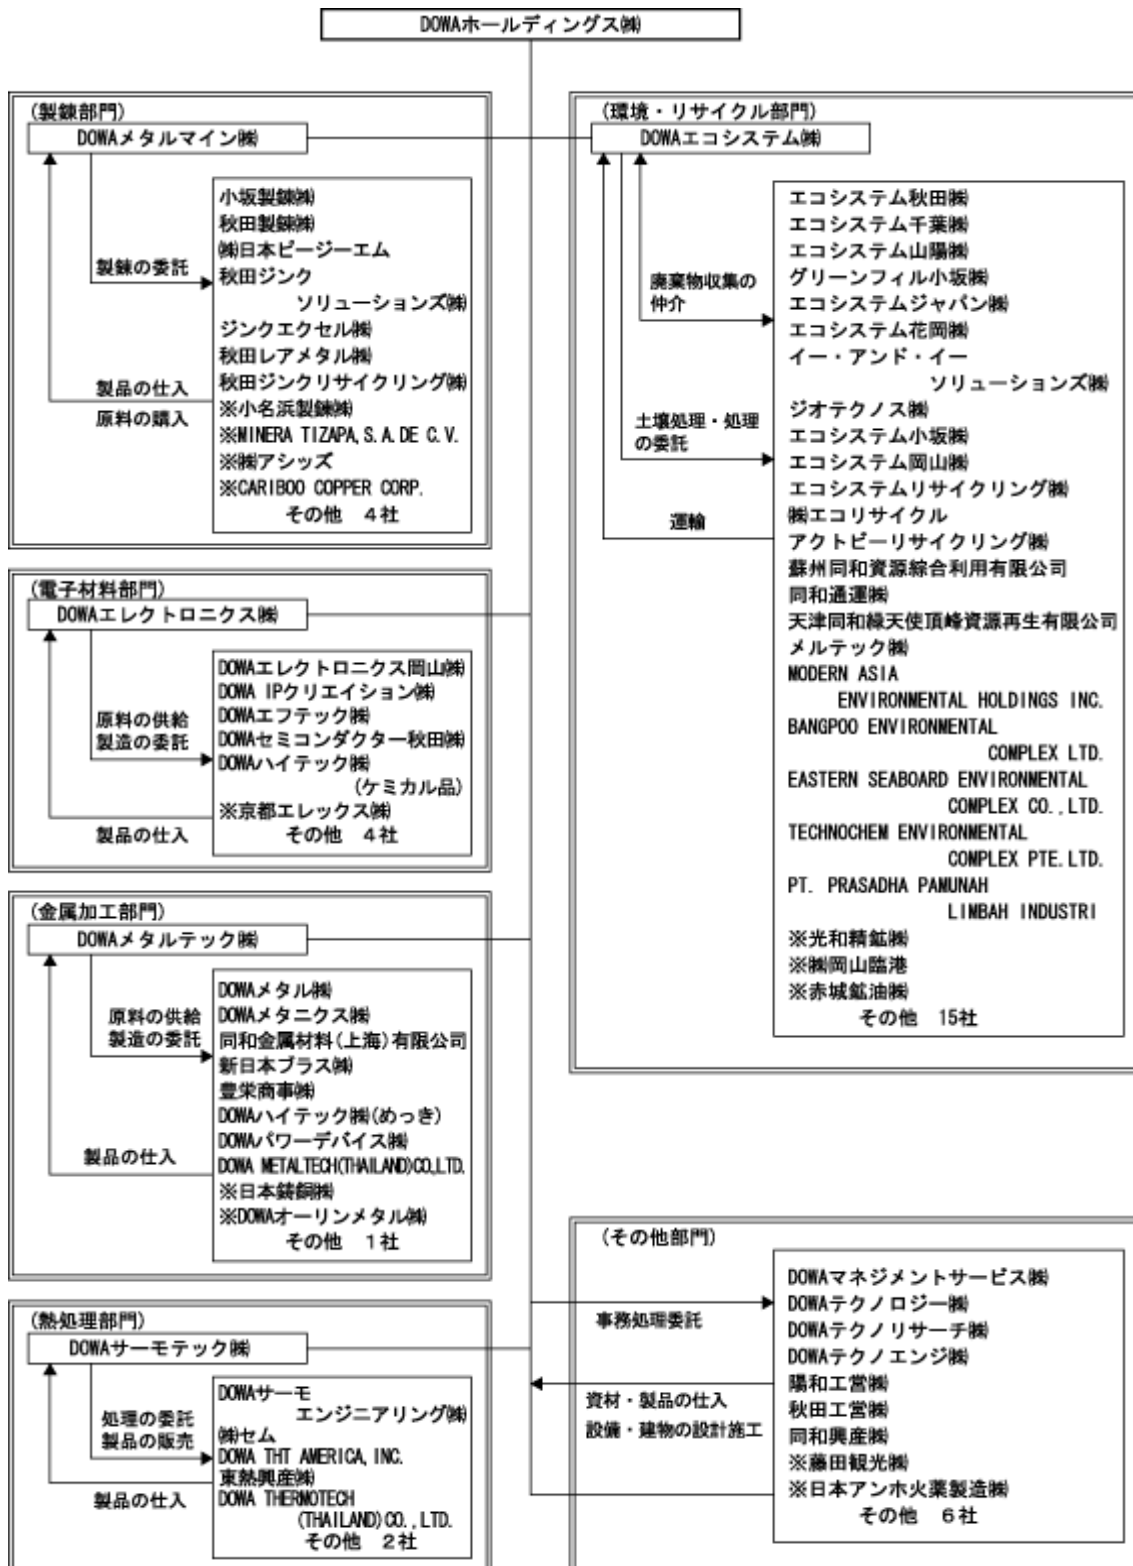 DOWAホールディングス㈱
(製錬部門)
DOWAメタルマイン㈱
製錬の委託
製品の仕入
原料の購入
小坂製錬㈱
秋田製錬㈱
㈱日本ピージーエム
秋田ジンク
ソリューションズ㈱
ジンクエクセル㈱
秋田レアメタル㈱
秋田ジンクリサイクリング㈱
※小名浜製錬㈱
※MINERA TIZAPA, S. A. DE C. V.
※㈱アシッズ
※CARIBOO COPPER CORP.
その他 4社
(電子材料部門)
DOWAエレクトロニクス㈱
原料の供給
製造の委託
製品の仕入
DOWAエレクトロニクス岡山㈱
DOWA IPクリエイション㈱
DOWAエフテック㈱
DOWAセミコンダクター秋田㈱
DOWAハイテック㈱
(ケミカル品)
※京都エレックス㈱
その他 4社
(金属加工部門)
DOWAメタルテック㈱
原料の供給
製造の委託
製品の仕入
DOWAメタル㈱
DOWAメタニクス㈱
同和金属材料(上海)有限公司
新日本ブラス㈱
豊栄商事㈱
DOWAハイテック㈱(めっき)
DOWAパワーデバイス㈱
DOWA METALTECH(THAILAND)CO.,LTD.
※日本鋳銅㈱
※DOWAオーリンメタル㈱
その他 1社
(熱処理部門)
DOWAサーモテック㈱
処理の委託
製品の販売
製品の仕入
DOWAサーモ
エンジニアリング㈱
㈱セム
DOWA THT AMERICA, INC.
東熱興産㈱
DOWA THERMOTECH
(THAILAND) CO., LTD.
その他 2社
(環境・リサイクル部門)
DOWAエコシステム㈱
廃棄物収集の
仲介
土壌処理・処理
の委託
運輸
エコシステム秋田㈱
エコシステム千葉㈱
エコシステム山陽㈱
グリーンフィル小坂㈱
エコシステムジャパン㈱
エコシステム花岡㈱
イー・アンド・イー
ソリューションズ㈱
ジオテクノス㈱
エコシステム小坂㈱
エコシステム岡山㈱
エコシステムリサイクリング㈱
㈱エコリサイクル
アクトビーリサイクリング㈱
蘇州同和資源綜合利用有限公司
同和通運㈱
天津同和緑天使頂峰資源再生有限公司
メルテック㈱
MODERN ASIA
ENVIRONMENTAL HOLDINGS INC.
BANGPOO ENVIRONMENTAL
COMPLEX LTD.
EASTERN SEABOARD ENVIRONMENTAL
COMPLEX CO., LTD.
TECHNOCHEM ENVIRONMENTAL
COMPLEX PTE. LTD.
PT. PRASADHA PAMUNAH
LIMBAH INDUSTRI
※光和精鉱㈱
※㈱岡山臨港
※赤城鉱油㈱
その他 15社
(その他部門)
事務処理委託
資材・製品の仕入
設備・建物の設計施工
DOWAマネジメントサービス㈱
DOWAテクノロジー㈱
DOWAテクノリサーチ㈱
DOWAテクノエンジ㈱
陽和工営㈱
秋田工営㈱
同和興産㈱
※藤田観光㈱
※日本アンホ火薬製造㈱
その他 6社